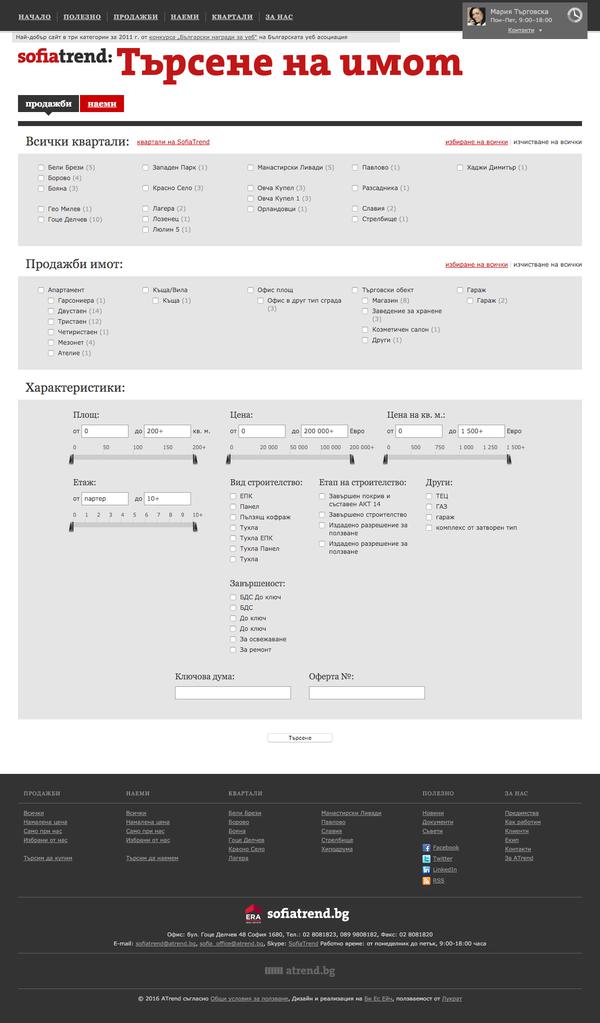 НАЧАЛО ПОЛЕЗНО ПРОДАЖБИ НАЕМИ КВАРТАЛИ ЗА НАС
Мария Търговска
Пон-Пет, 9:00-18:00
Контакти
Най-добър сайт в три категории за 2011 г. от конкурса „Български награди за уеб“ на Българската уеб асоциация
sofiatrend: Търсене на имот
продажби наеми
Всички квартали: квартали на SofiaTrend избиране на всички | изчистване на всички
Бели Брези (5) Западен Парк (1) Манастирски Ливади (5) Павлово (1) Хаджи Димитър (1)
Борово (4)
Бояна (3) Красно Село (3) Овча Купел (3) Разсадника (1)
Овча Купел 1 (3)
Гео Милев (1) Лагера (2) Орландовци (1) Славия (2)
Гоце Делчев (10) Лозенец (1) Стрелбище (1)
Люлин 5 (1)
Продажби имот: избиране на всички | изчистване на всички
Апартамент Къща/Вила Офис площ Търговски обект Гараж
Гарсониера (1) Къща (1) Офис в друг тип сграда Магазин (8) Гараж (2)
Двустаен (14) (3) Заведение за хранене
Тристаен (12) (3)
Четиристаен (1) Козметичен салон (1)
Мезонет (4) Други (1)
Ателие (1)
Характеристики:
Площ: Цена: Цена на кв. м.:
от 0 до 200+ кв. м. от 0 до 200 000+ Евро от 0 до 1 500+ Евро
0 50 100 150 200+ 0 20 000 50 000 100 000 200 000+ 0 500 750 1 000 1 250 1 500+
Етаж: Вид строителство: Етап на строителство: Други:
от партер до 10+
0 1 2 3 4 5 6 7 8 9 10+
ЕПК
Панел
Пълзящ кофраж
Тухла
Тухла ЕПК
Тухла Панел
Тухла
Завършен покрив и
съставен АКТ 14
Завършено строителство
Издадено разрешение за
ползване
Издадено разрешение за
ползване
ТЕЦ
ГАЗ
гараж
комплекс от затворен тип
Завършеност:
БДС До ключ
БДС
До ключ
До ключ
За освежаване
За ремонт
Ключова дума: Оферта №:
Търсене
ПРОДАЖБИ НАЕМИ КВАРТАЛИ ПОЛЕЗНО ЗА НАС
Всички Всички Бели Брези Манастирски Ливади Новини Предимства
Намалена цена Намалена цена Борово Павлово Документи Как работим
Само при нас Само при нас Бояна Славия Съвети Клиенти
Избрани от нас Избрани от нас Гоце Делчев Стрелбище Екип
Красно Село Хиподрума Facebook Контакти
Търсим да купим Търсим да наемем Лагера Twitter За ATrend
LinkedIn
RSS
ERA sofiatrend.bg
Офис: бул. Гоце Делчев 48 София 1680, Тел.: 02 8081823, 089 9808182, Факс: 02 8081820
E-mail: sofiatrend@atrend.bg, sofia_office@atrend.bg, Skype: SofiaTrend Работно време: от понеделник до петък, 9:00-18:00 часа
atrend.bg
© 2016 ATrend съгласно Общи условия за ползване, Дизайн и реализация на Би Ес Ейч, ползваемост от Лукрат